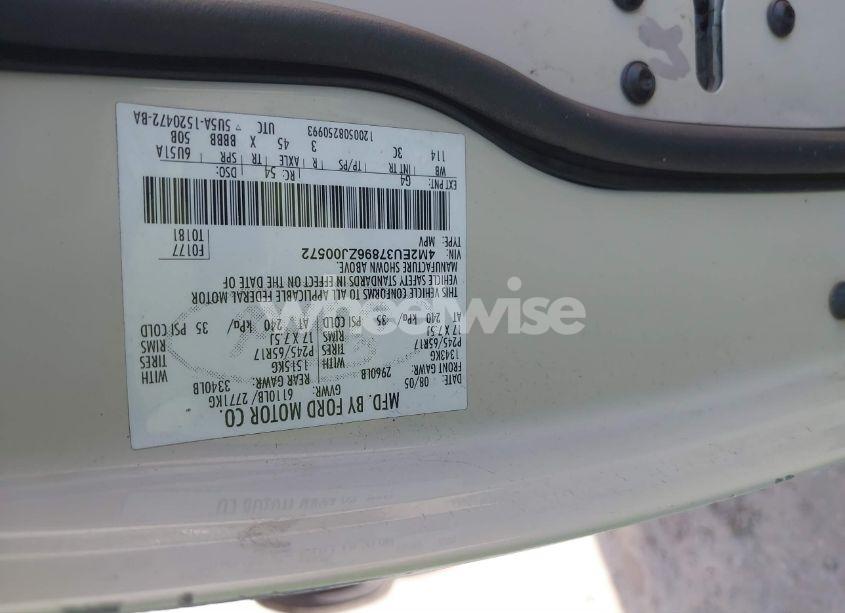 MFD. BY FORD MOTOR CO.
DATE: 08/05
GVWR: 6110LB/ 2771KG
FRONT GAWR: 2960LB
REAR GAWR: 3340LB
1343KG WITH
1515KG WITH
P245/65R17 TIRES
P245/65R17 TIRES
17 X 7.5J RIMS
17 X 7.5J RIMS
AT 240 kPa/ 35 PSI COLD
AT 240 kPa/ 35 PSI COLD
THIS VEHICLE CONFORMS TO ALL APPLICABLE FEDERAL MOTOR
VEHICLE SAFETY STANDARDS IN EFFECT ON THE DATE OF
MANUFACTURE SHOWN ABOVE.
VIN: 4M2EU37896ZJ00572
TYPE: MPV
F0177
T0181
EXT PNT: G4 RC: 54 DSO:
WB INT TR TP/PS R AXLE TR SPR 6U51A
114 3C 3 45 X BBBB 50B
1200508250993 UTC ▽ 5U5A-1520472-BA
wheelwise